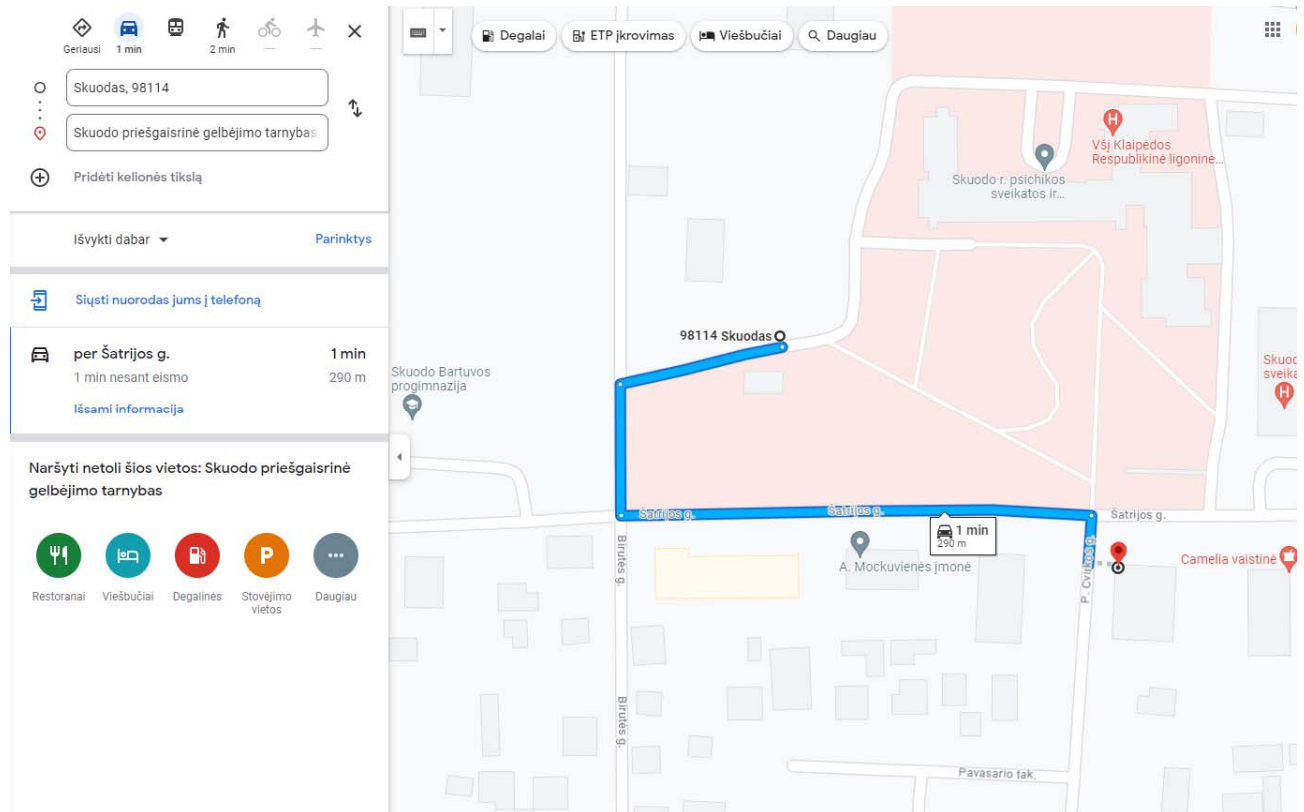 Geriausi
1 min
2 min
—
—
Skuodas, 98114
Skuodo priešgaisrinė gelbėjimo tarnybas,
Pridėti kelionės tikslą
Išvykti dabar
Parinktys
Siųsti nuorodas jums į telefoną
per Šatrijos g.
1 min
1 min nesant eismo
290 m
Išsami informacija
Naršyti netoli šios vietos: Skuodo priešgaisrinė
gelbėjimo tarnybas
Restoranai
Viešbučiai
Degalinės
P
Stovėjimo
vietos
Daugiau
Degalai
ETP įkrovimas
Viešbučiai
Daugiau
H
VšĮ Klaipėdos
Respublikinė ligoninė...
Skuodo r. psichikos
sveikatos ir...
98114 Skuodas
Skuodo Bartuvos
progimnazija
Skuod
sveika
H
Šatrijos g.
Šatrijos g.
Šatrijos g.
1 min
290 m
A. Mockuvienės įmonė
Camelia vaistinė
Birutės g.
P. Cvirkos g.
Birutės g.
Pavasario tak.